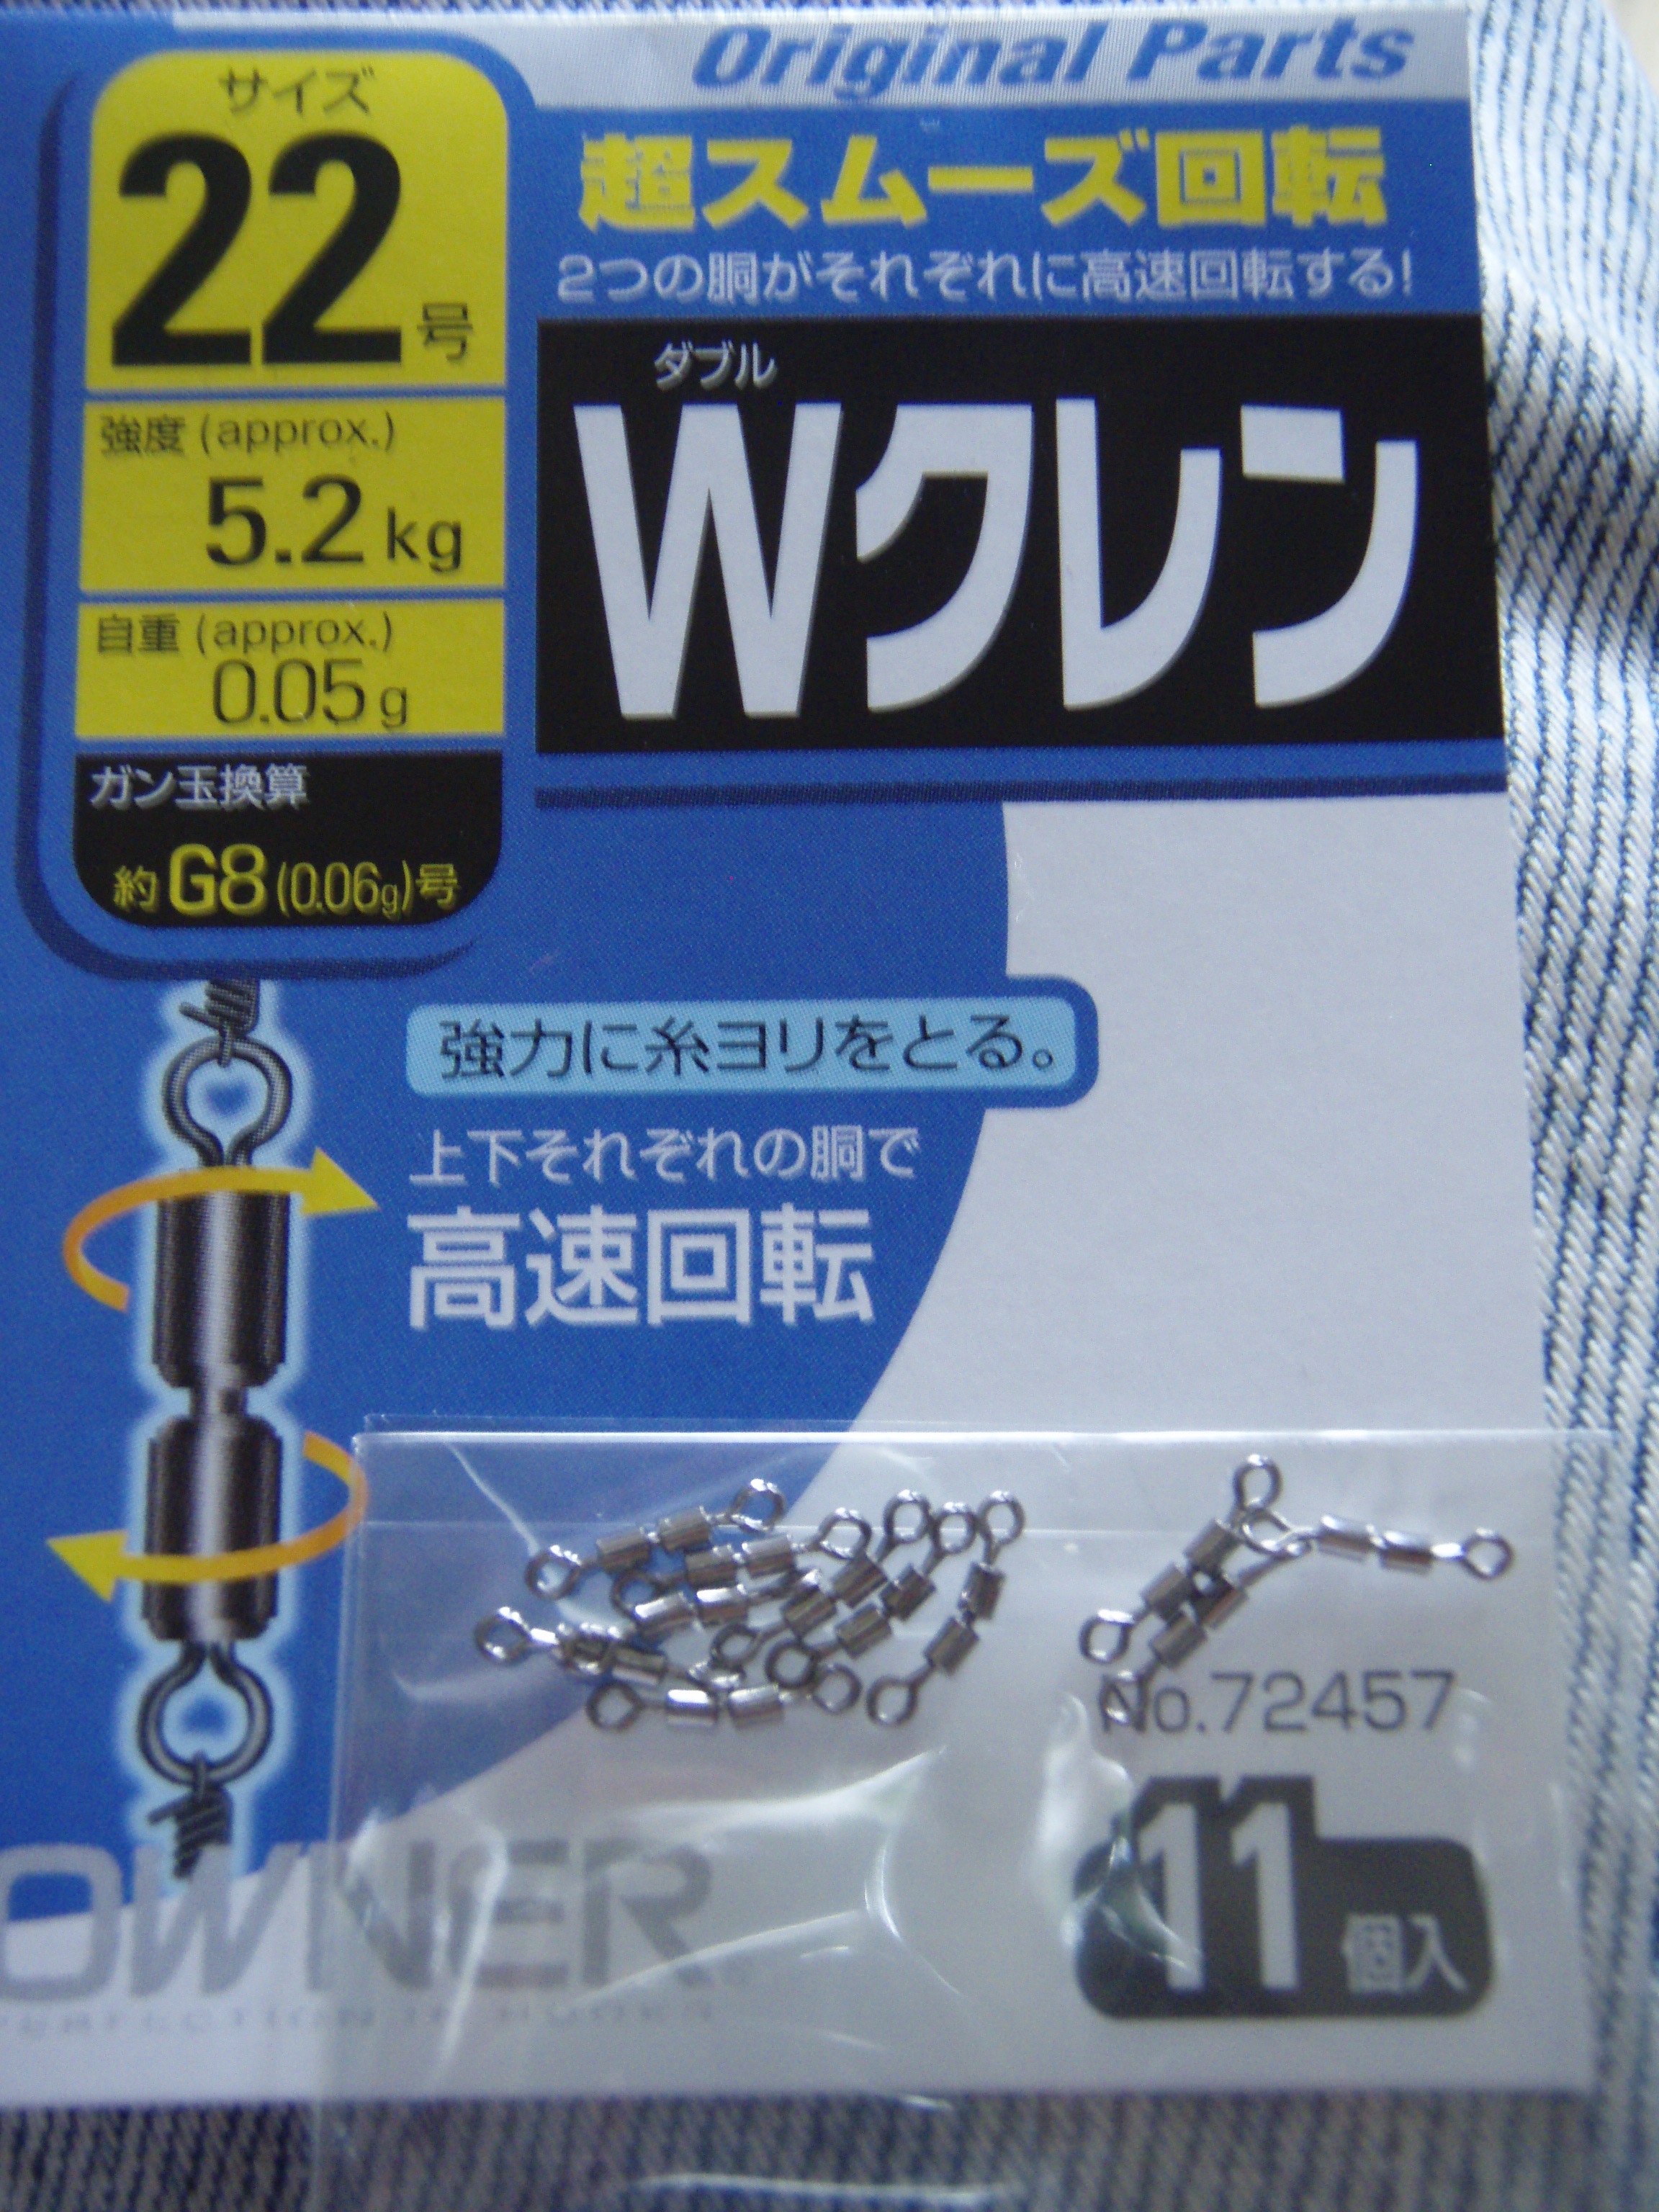 Original Parts
サイズ
22号
強度 (approx.)
5.2kg
自重 (approx.)
0.05g
ガン玉換算
約G8(0.06g)号
超スムーズ回転
2つの胴がそれぞれに高速回転する!
ダブル
Wクレン
強力に糸ヨリをとる。
上下それぞれの胴で
高速回転
No.72457
11個入
OWNER
PERFECTION IN HOOKS